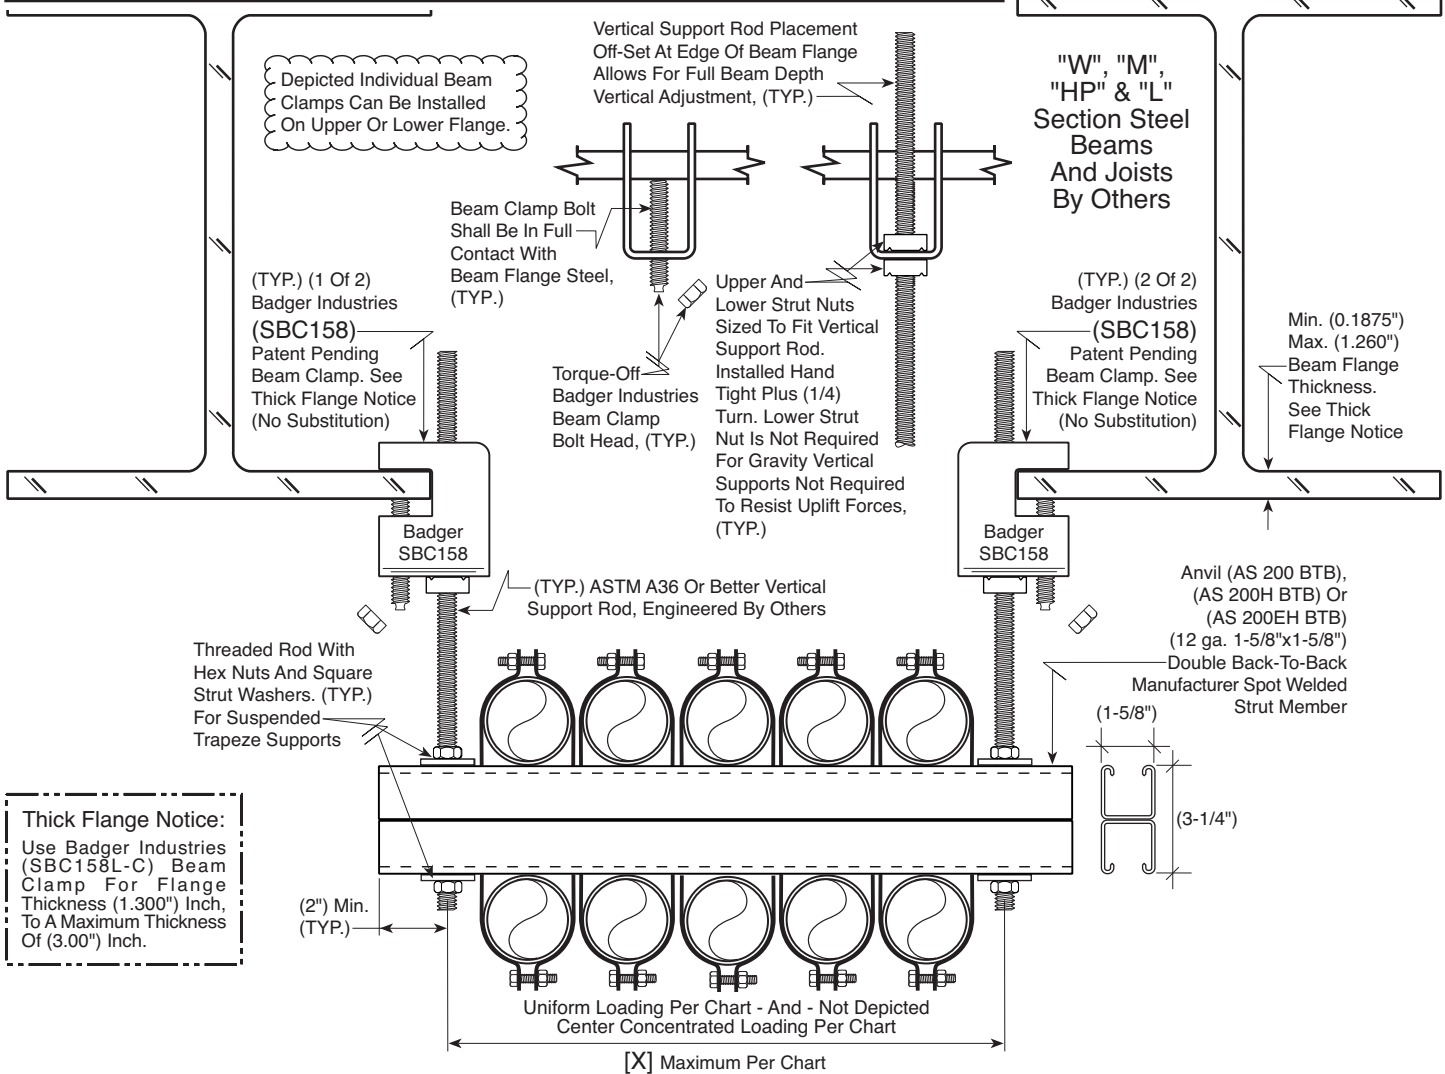 Vertical Support Rod Placement
Off-Set At Edge Of Beam Flange
Allows For Full Beam Depth
Vertical Adjustment, (TYP.)
Depicted Individual Beam
Clamps Can Be Installed
On Upper Or Lower Flange.
"W", "M",
"HP" & "L"
Section Steel
Beams
And Joists
By Others
Beam Clamp Bolt
Shall Be In Full
Contact With
Beam Flange Steel,
(TYP.)
(TYP.) (1 Of 2)
Badger Industries
(SBC158)
Patent Pending
Beam Clamp. See
Thick Flange Notice
(No Substitution)
Torque-Off
Badger Industries
Beam Clamp
Bolt Head, (TYP.)
Upper And
Lower Strut Nuts
Sized To Fit Vertical
Support Rod.
Installed Hand
Tight Plus (1/4)
Turn. Lower Strut
Nut Is Not Required
For Gravity Vertical
Supports Not Required
To Resist Uplift Forces,
(TYP.)
(TYP.) (2 Of 2)
Badger Industries
(SBC158)
Patent Pending
Beam Clamp. See
Thick Flange Notice
(No Substitution)
Min. (0.1875")
Max. (1.260")
Beam Flange
Thickness.
See Thick
Flange Notice
Badger
SBC158
Badger
SBC158
(TYP.) ASTM A36 Or Better Vertical
Support Rod, Engineered By Others
Anvil (AS 200 BTB),
(AS 200H BTB) Or
(AS 200EH BTB)
(12 ga. 1-5/8"x1-5/8")
Double Back-To-Back
Manufacturer Spot Welded
Strut Member
Threaded Rod With
Hex Nuts And Square
Strut Washers. (TYP.)
For Suspended
Trapeze Supports
(1-5/8")
(3-1/4")
Thick Flange Notice:
Use Badger Industries
(SBC158L-C) Beam
Clamp For Flange
Thickness (1.300") Inch,
To A Maximum Thickness
Of (3.00") Inch.
(2") Min.
(TYP.)
Uniform Loading Per Chart - And - Not Depicted
Center Concentrated Loading Per Chart
[X] Maximum Per Chart